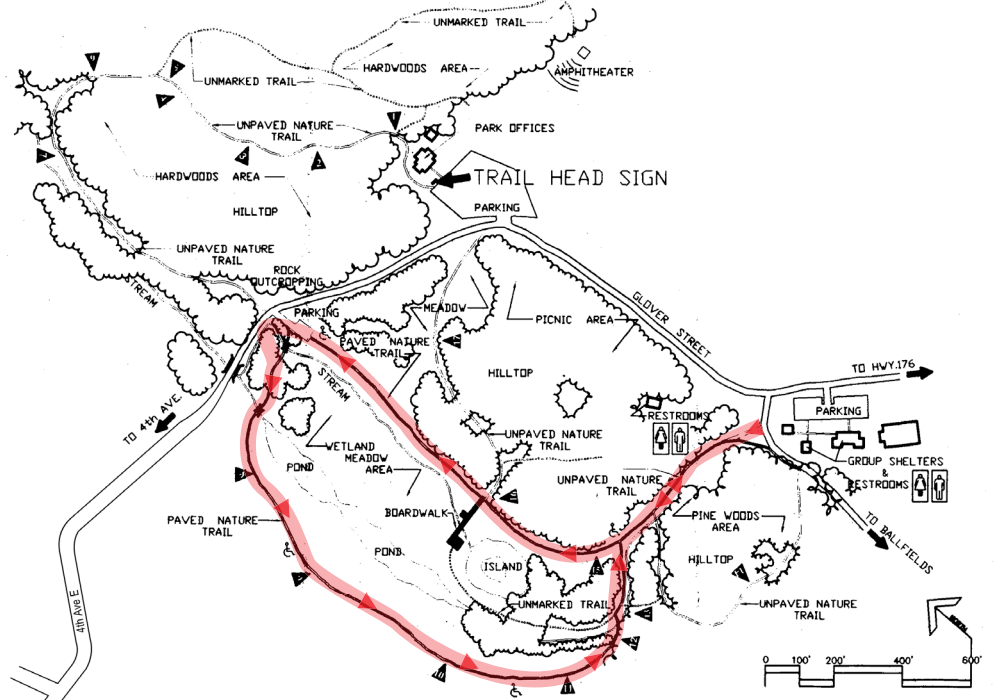 UNMARKED TRAIL
HARDWOODS AREA
AMPHITHEATER
UNMARKED TRAIL
UNPAVED NATURE
TRAIL
PARK OFFICES
TRAIL HEAD SIGN
HARDWOODS AREA
PARKING
HILLTOP
UNPAVED NATURE
TRAIL
ROCK
OUTCROPPING
STREAM
PARKING
MEADOW
PICNIC AREA
GLOVER STREET
PAVED NATURE
TRAIL
TO HWY.176
HILLTOP
STREAM
TO 4th AVE.
PARKING
RESTROOMS
WETLAND
MEADOW
AREA
UNPAVED NATURE
TRAIL
GROUP SHELTERS
&
RESTROOMS
POND
UNPAVED NATURE
TRAIL
BOARDWALK
PINE WOODS
AREA
TO BALLFIELDS
PAVED NATURE
TRAIL
POND
ISLAND
HILLTOP
4th Ave E
UNMARKED TRAIL
UNPAVED NATURE
TRAIL
10
11
0 100' 200' 400' 600'